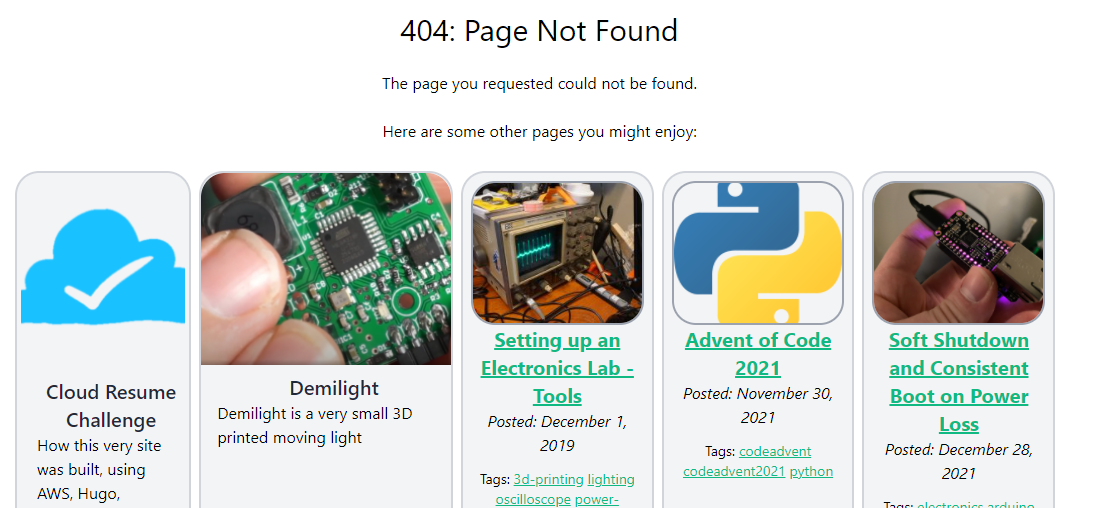 404: Page Not Found
The page you requested could not be found.
Here are some other pages you might enjoy:
Cloud Resume
Challenge
How this very site
was built, using
AWS, Hugo,
Demilight
Demilight is a very small 3D
printed moving light
Setting up an
Electronics Lab -
Tools
Posted: December 1,
2019
Tags: 3d-printing lighting
oscilloscope power-
Advent of Code
2021
Posted: November 30,
2021
Tags: codeadvent
codeadvent2021 python
Soft Shutdown
and Consistent
Boot on Power
Loss
Posted: December 28,
2021
Tags: electronics arduino